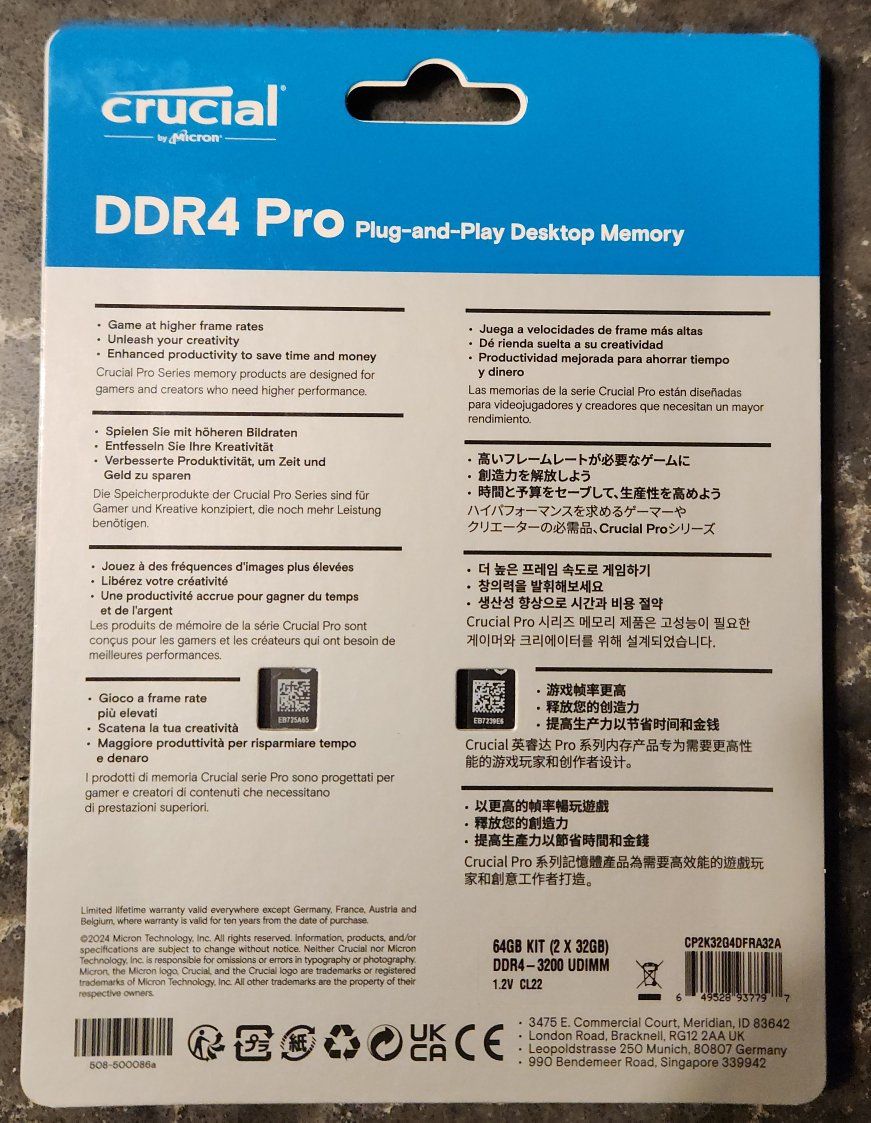 crucial
by Micron
DDR4 Pro Plug-and-Play Desktop Memory
• Game at higher frame rates
• Unleash your creativity
• Enhanced productivity to save time and money
Crucial Pro Series memory products are designed for
gamers and creators who need higher performance.
• Spielen Sie mit höheren Bildraten
• Entfesseln Sie Ihre Kreativität
• Verbesserte Produktivität, um Zeit und
Geld zu sparen
Die Speicherprodukte der Crucial Pro Series sind für
Gamer und Kreative konzipiert, die noch mehr Leistung
benötigen.
• Jouez à des fréquences d'images plus élevées
• Libérez votre créativité
• Une productivité accrue pour gagner du temps
et de l'argent
Les produits de mémoire de la série Crucial Pro sont
conçus pour les gamers et les créateurs qui ont besoin de
meilleures performances.
• Gioco a frame rate
più elevati
• Scatena la tua creatività
• Maggiore produttività per risparmiare tempo
e denaro
I prodotti di memoria Crucial serie Pro sono progettati per
gamer e creatori di contenuti che necessitano
di prestazioni superiori.
EB725A65
• Juega a velocidades de frame más altas
• Dé rienda suelta a su creatividad
• Productividad mejorada para ahorrar tiempo
y dinero
Las memorias de la serie Crucial Pro están diseñadas
para videojugadores y creadores que necesitan un mayor
rendimiento.
• 高いフレームレートが必要なゲームに
• 創造力を解放しよう
• 時間と予算をセーブして、生産性を高めよう
ハイパフォーマンスを求めるゲーマーや
クリエーターの必需品、Crucial Proシリーズ
• 더 높은 프레임 속도로 게임하기
• 창의력을 발휘해보세요
• 생산성 향상으로 시간과 비용 절약
Crucial Pro 시리즈 메모리 제품은 고성능이 필요한
게이머와 크리에이터를 위해 설계되었습니다.
EB7239E6
• 游戏帧率更高
• 释放您的创造力
• 提高生产力以节省时间和金钱
Crucial 英睿达 Pro 系列内存产品专为需要更高性
能的游戏玩家和创作者设计。
• 以更高的幀率暢玩遊戲
• 釋放您的創造力
• 提高生產力以節省時間和金錢
Crucial Pro 系列記憶體產品為需要高效能的遊戲玩
家和創意工作者打造。
Limited lifetime warranty valid everywhere except Germany, France, Austria and
Belgium, where warranty is valid for ten years from the date of purchase.
©2024 Micron Technology, Inc. All rights reserved. Information, products, and/or
specifications are subject to change without notice. Neither Crucial nor Micron
Technology, Inc. is responsible for omissions or errors in typography or photography.
Micron, the Micron logo, Crucial, and the Crucial logo are trademarks or registered
trademarks of Micron Technology, Inc. All other trademarks are the property of their
respective owners.
64GB KIT (2 X 32GB)
DDR4-3200 UDIMM
1.2V CL22
CP2K32G4DFRA32A
6 49528 93779 7
508-500086a
プラ
紙
UK
CA
CE
• 3475 E. Commercial Court, Meridian, ID 83642
• London Road, Bracknell, RG12 2AA UK
• Leopoldstrasse 250 Munich, 80807 Germany
• 990 Bendemeer Road, Singapore 339942